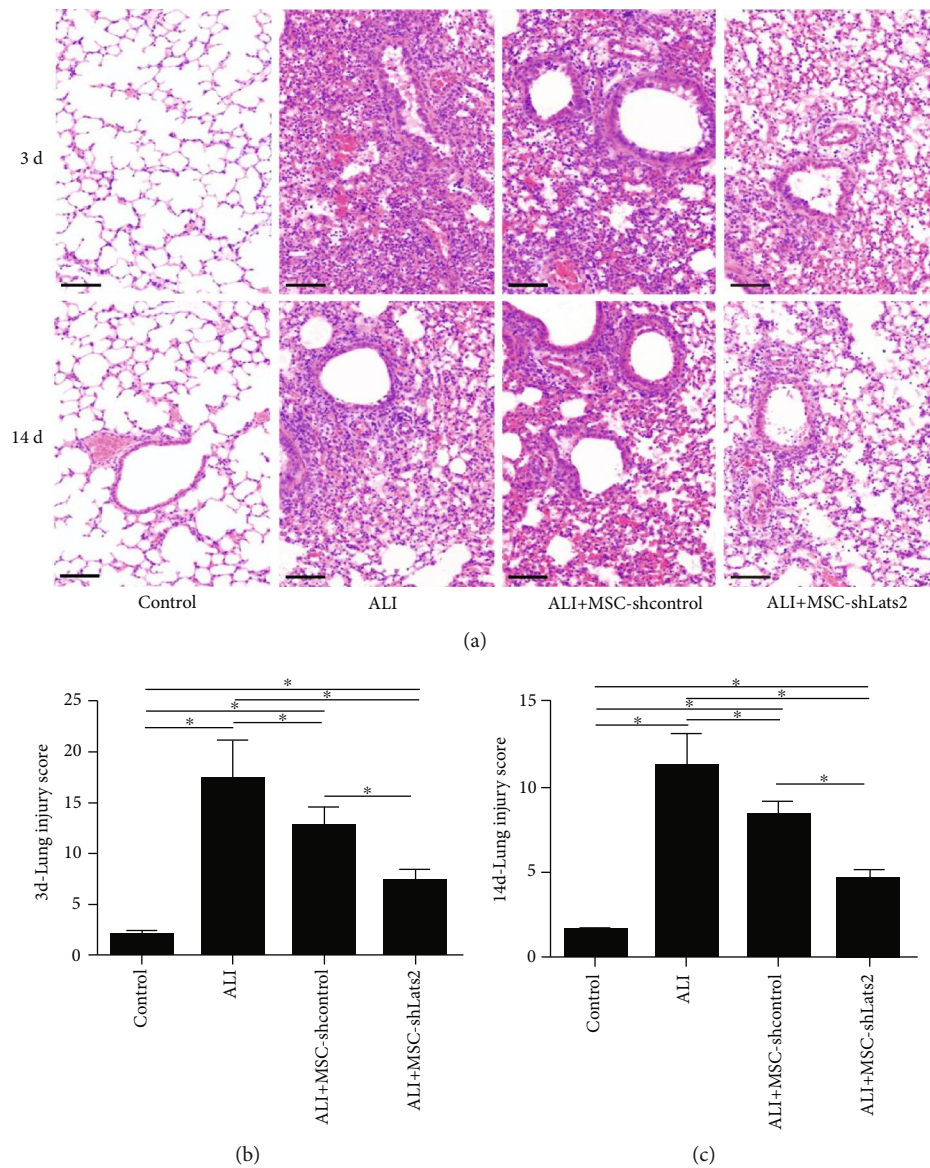 3 d
14 d
Control
ALI
ALI+MSC-shcontrol
ALI+MSC-shLats2
(a)
3d-Lung injury score
25
20
15
10
5
0
*
*
*
*
*
*
Control
ALI
ALI+MSC-shcontrol
ALI+MSC-shLats2
(b)
14d-Lung injury score
15
10
5
0
*
*
*
*
*
*
Control
ALI
ALI+MSC-shcontrol
ALI+MSC-shLats2
(c)